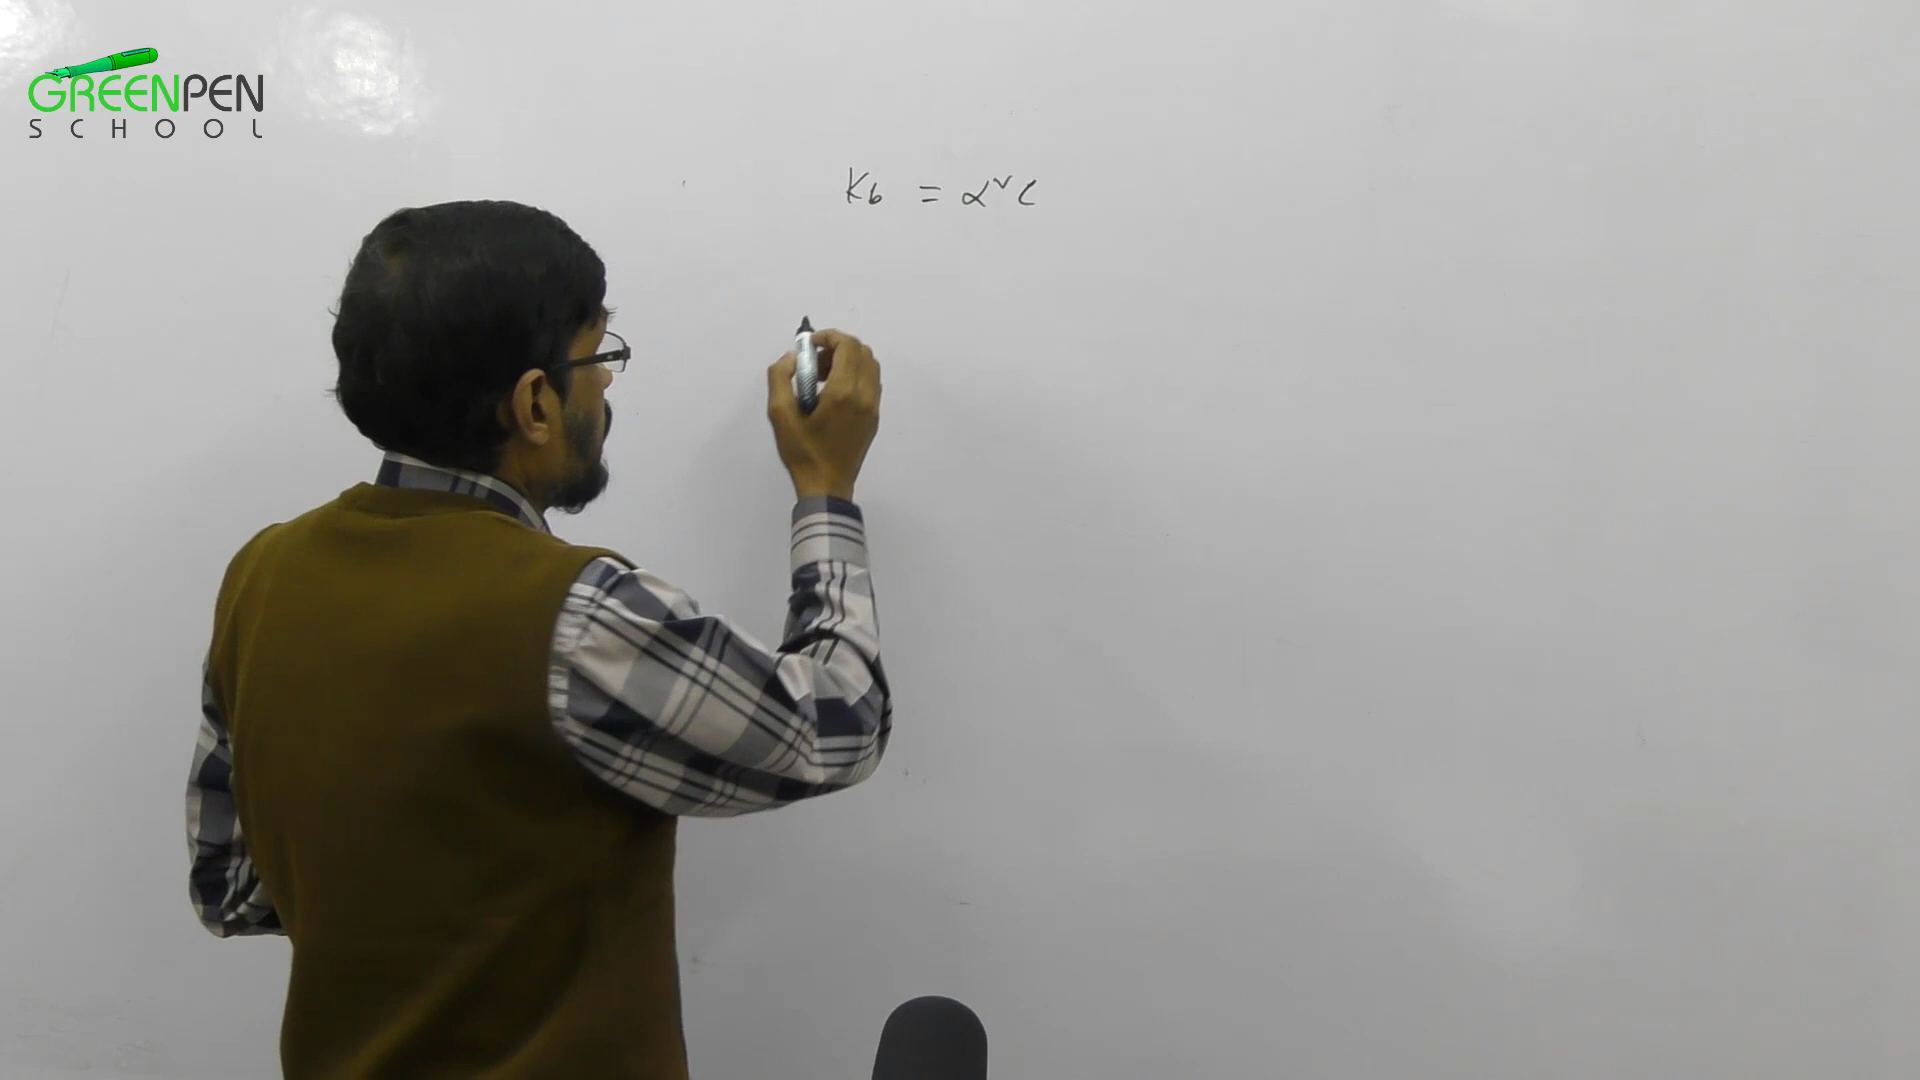 GREENPEN
SCHOOL
Kb = α²c